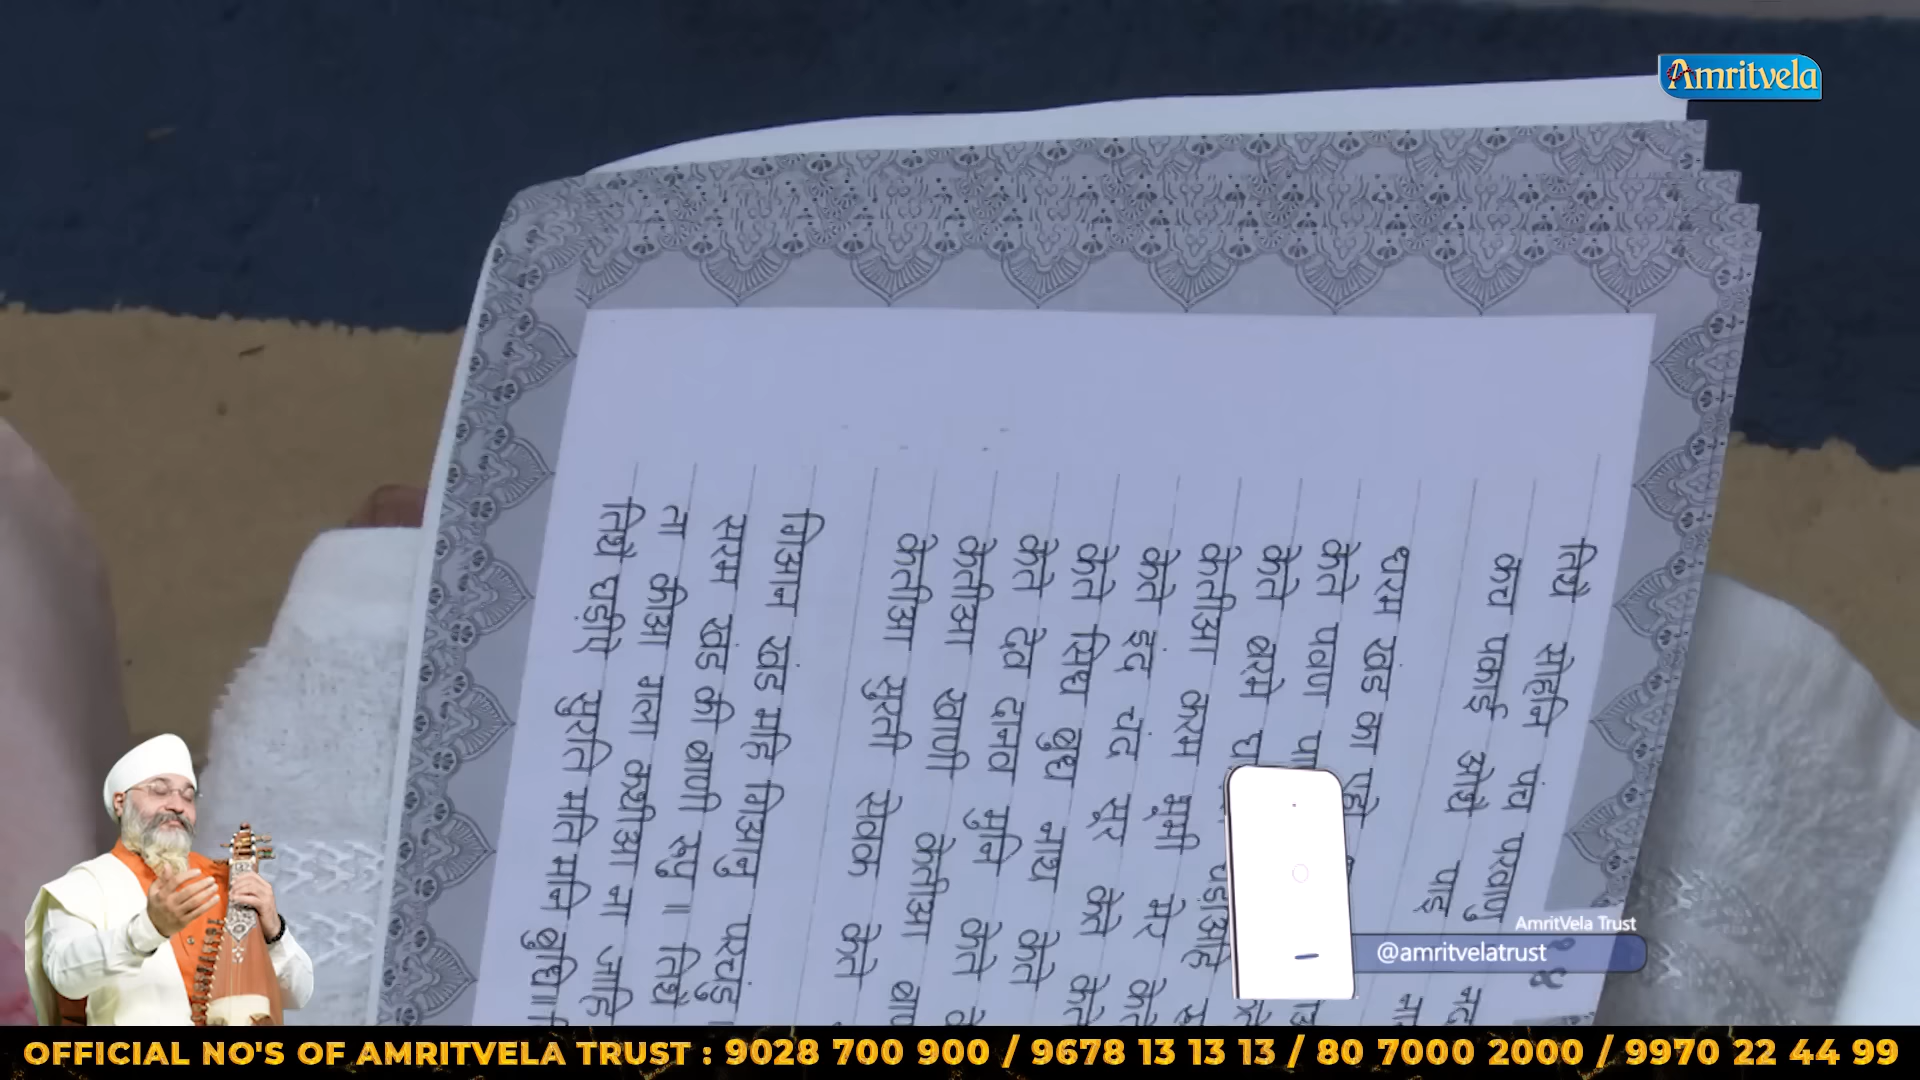 Amritvela
तिथे सोहनि पंच परवाणु
कच पकाई ओथे पाइ
धरम खंड का एहो
केते पवण
केते बरमे
केतीआ करम भूमी मेर केते
केते इंद चंद सूर केते
केते सिध बुध नाथ केते
केते देव दानव मुनि केते
केतीआ खाणी केतीआ
केतीआ सुरती सेवक केते
गिआन खंड महि गिआनु परचंडु
सरम खंड की बाणी रूपु ॥ तिथे
ता कीआ गला कथीआ ना जाहि
तिथे घड़ीऐ सुरति मति मनि बुधि॥
१४
AmritVela Trust
@amritvelatrust
OFFICIAL NO'S OF AMRITVELA TRUST : 9028 700 900 / 9678 13 13 13 / 80 7000 2000 / 9970 22 44 99